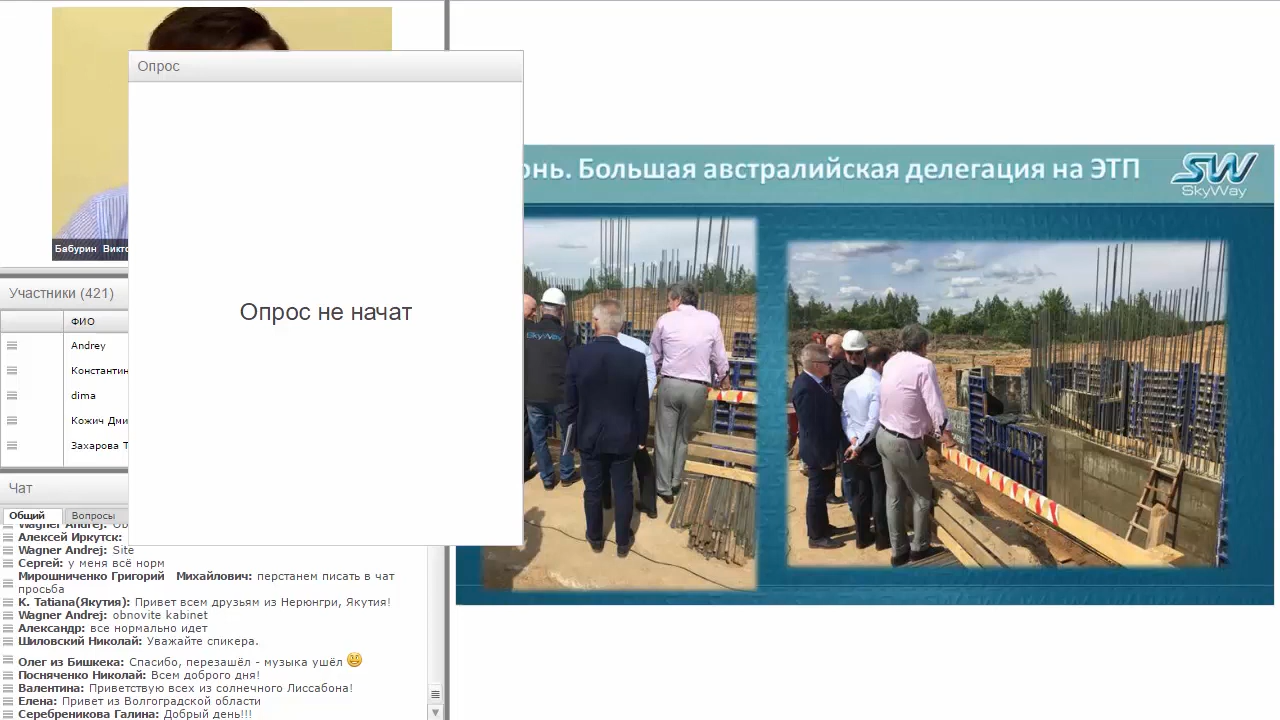 Опрос
Опрос не начат
Бабурин
Участники (421)
ФИО
Andrey
Константин
dima
Кожич
Захарова
Чат
Общий
Вопросы
Wagner Andrej:
Алексей Иркутск:
Wagner Andrej: Site
Сергей: у меня всё норм
Мирошниченко Григорий Михайлович: перстанем писать в чат
просьба
К. Tatiana(Якутия): Привет всем друзьям из Нерюнгри, Якутия!
Wagner Andrej: obnovite kabinet
Александр: все нормально идет
Шиловский Николай: Уважайте спикера.
Олег из Бишкека: Спасибо, перезашёл - музыка ушёл
Посняченко Николай: Всем доброго дня!
Валентина: Приветствую всех из солнечного Лиссабона!
Елена: Привет из Волгоградской области
Серебреникова Галина: Добрый день!!!
Большая австралийская делегация на ЭТП
SW
SkyWay
SkyWay